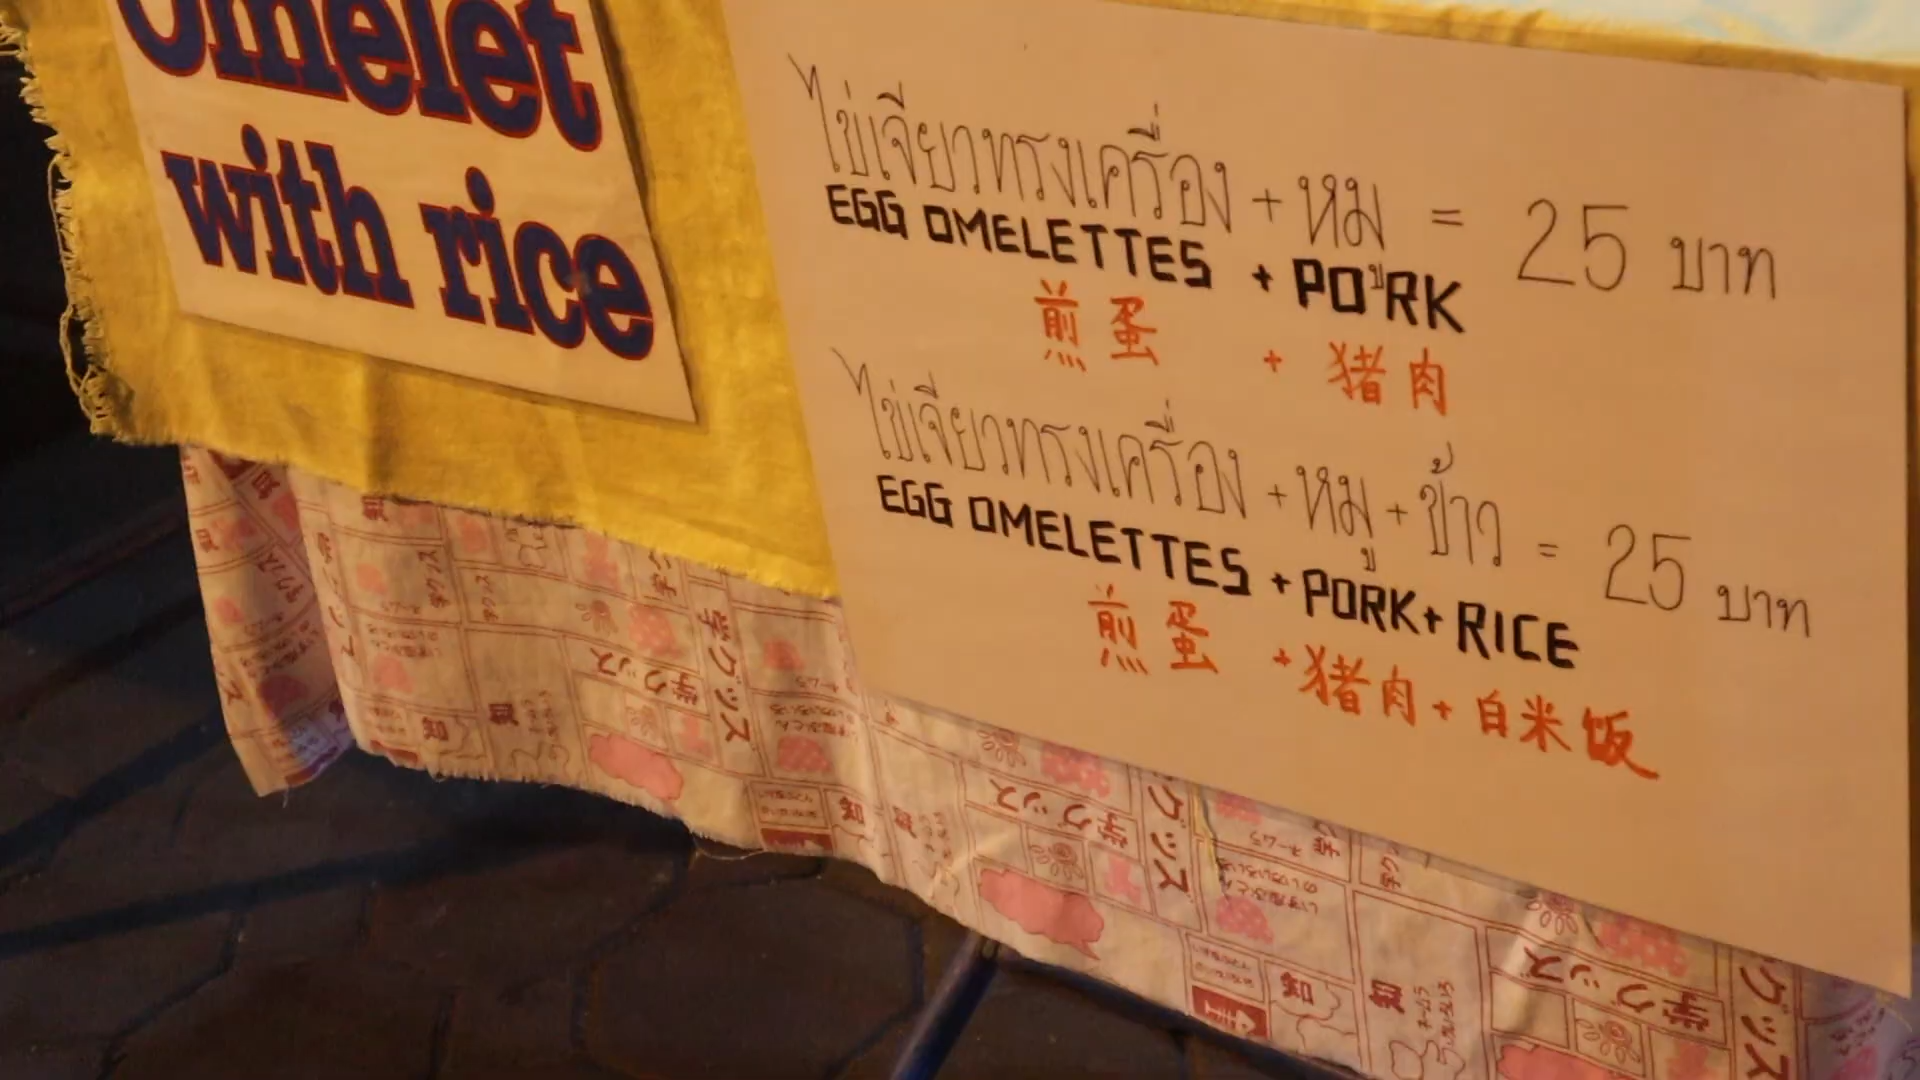 Omelet
with rice
ไข่เจียวทรงเครื่อง + หมู = 25 บาท
EGG OMELETTES + PORK
煎蛋 + 猪肉
ไข่เจียวทรงเครื่อง + หมู + ข้าว = 25 บาท
EGG OMELETTES + PORK + RICE
煎蛋 + 猪肉 + 白米饭